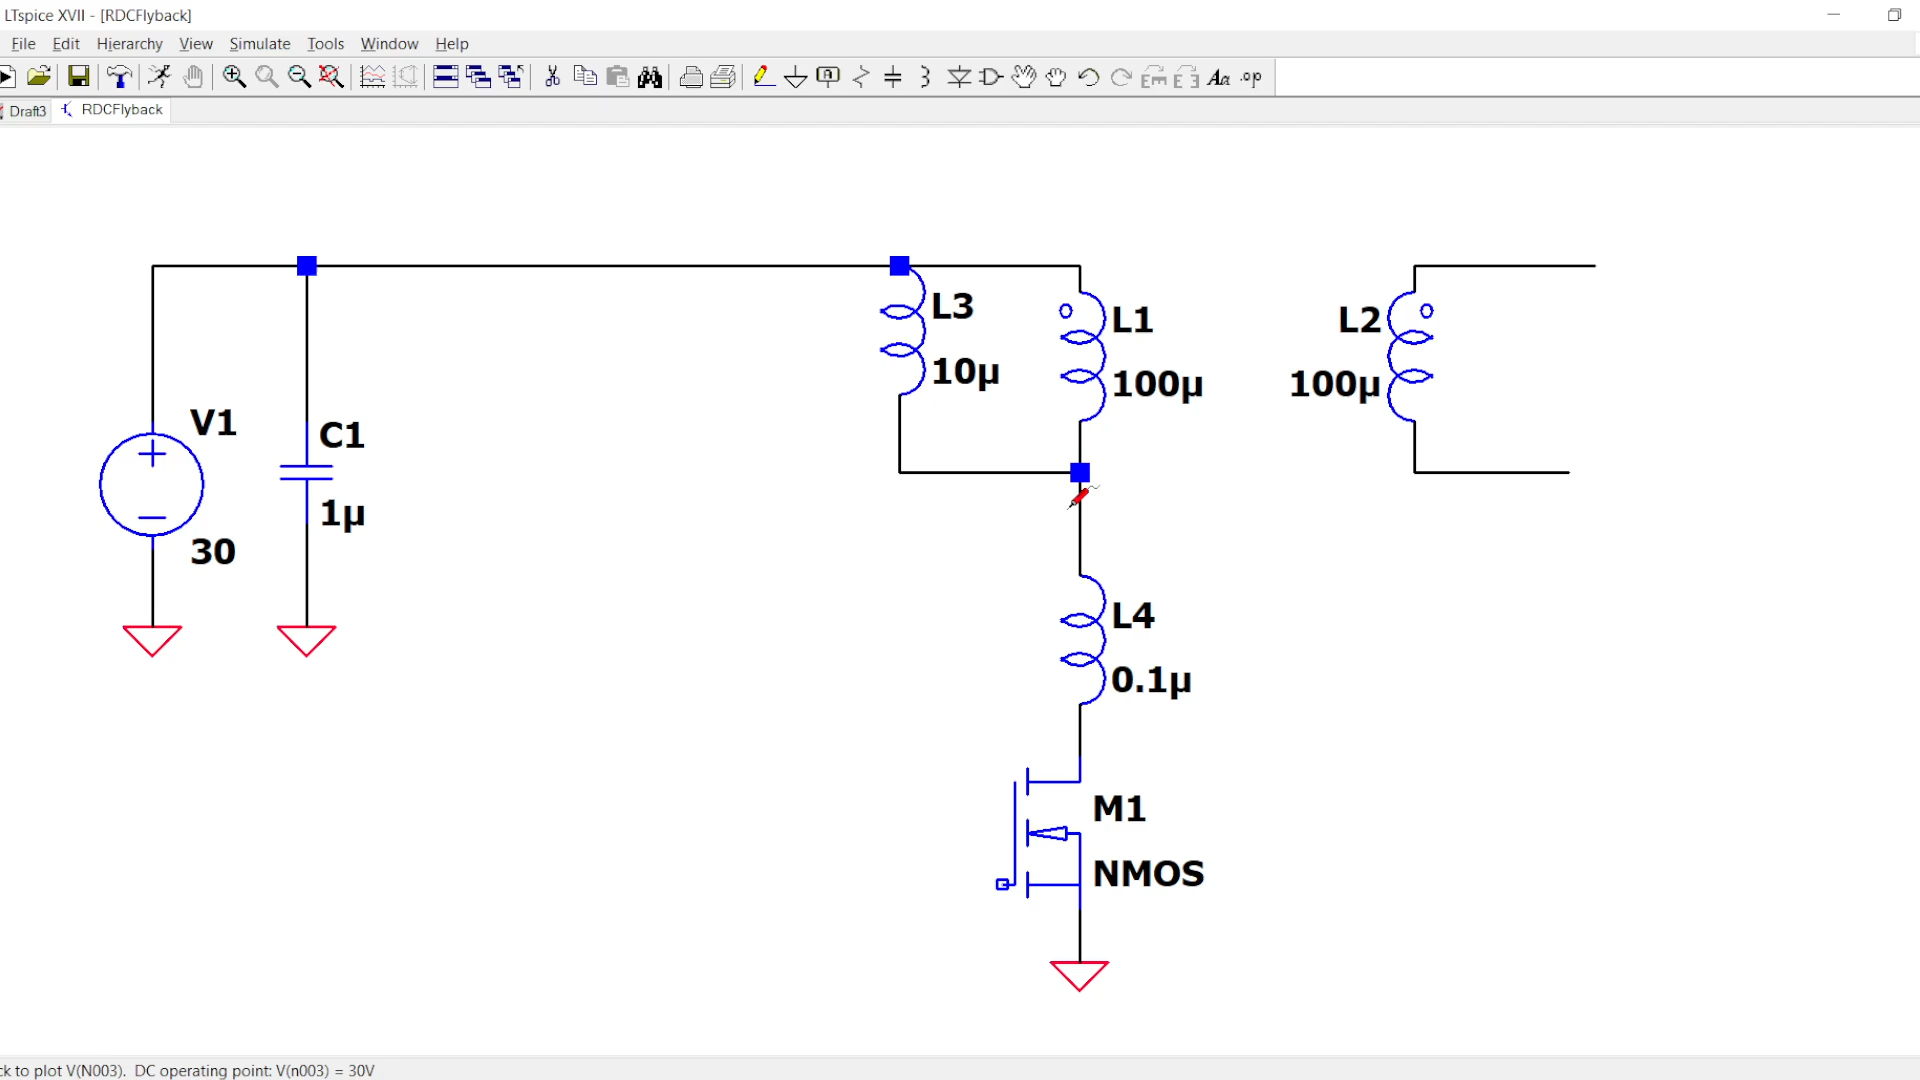 LTspice XVII - [RDCFlyback]
File Edit Hierarchy View Simulate Tools Window Help
Draft3 RDCFlyback
L3
10µ
L1
100µ
L2
100µ
V1
30
C1
1µ
L4
0.1µ
M1
NMOS
ck to plot V(N003). DC operating point: V(n003) = 30V